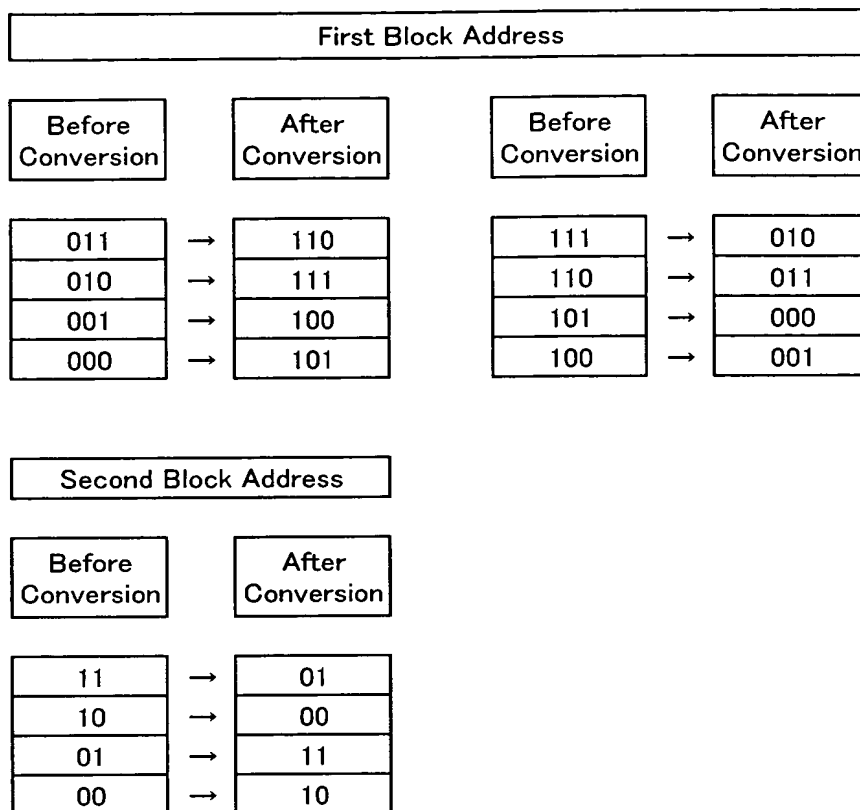 First Block Address
Before Conversion After Conversion Before Conversion After Conversion
011 → 110 111 → 010
010 → 111 110 → 011
001 → 100 101 → 000
000 → 101 100 → 001
Second Block Address
Before Conversion After Conversion
11 → 01
10 → 00
01 → 11
00 → 10